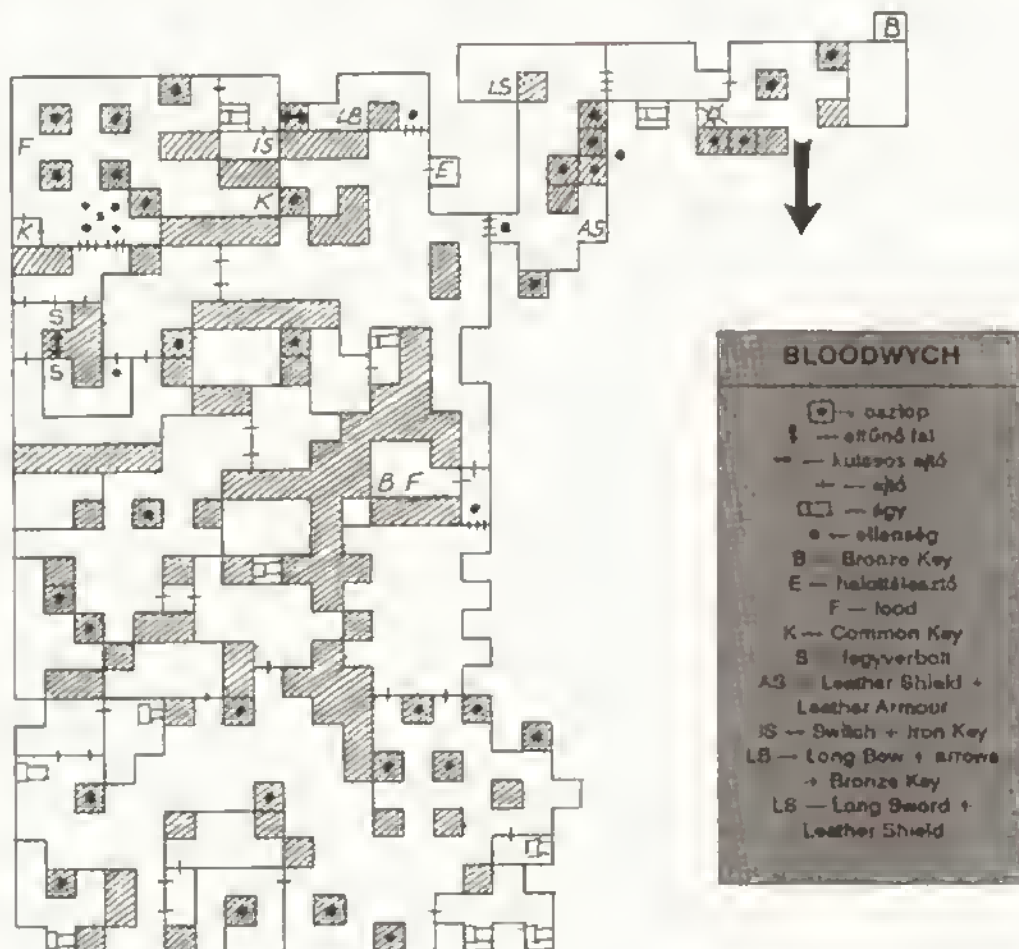 B
LS
F
LB
IS
E
K
K
AS
S
S
B F
BLOODWYCH
— oszlop
— eltűnő fal
— kulcsos ajtó
— ajtó
— ágy
— ellenség
B — Bronze Key
E — halottélesztő
F — food
K — Common Key
S — fegyverbolt
AS — Leather Shield +
Leather Armour
IS — Switch + Iron Key
LB — Long Bow + arrows
+ Bronze Key
LS — Long Sword +
Leather Shield